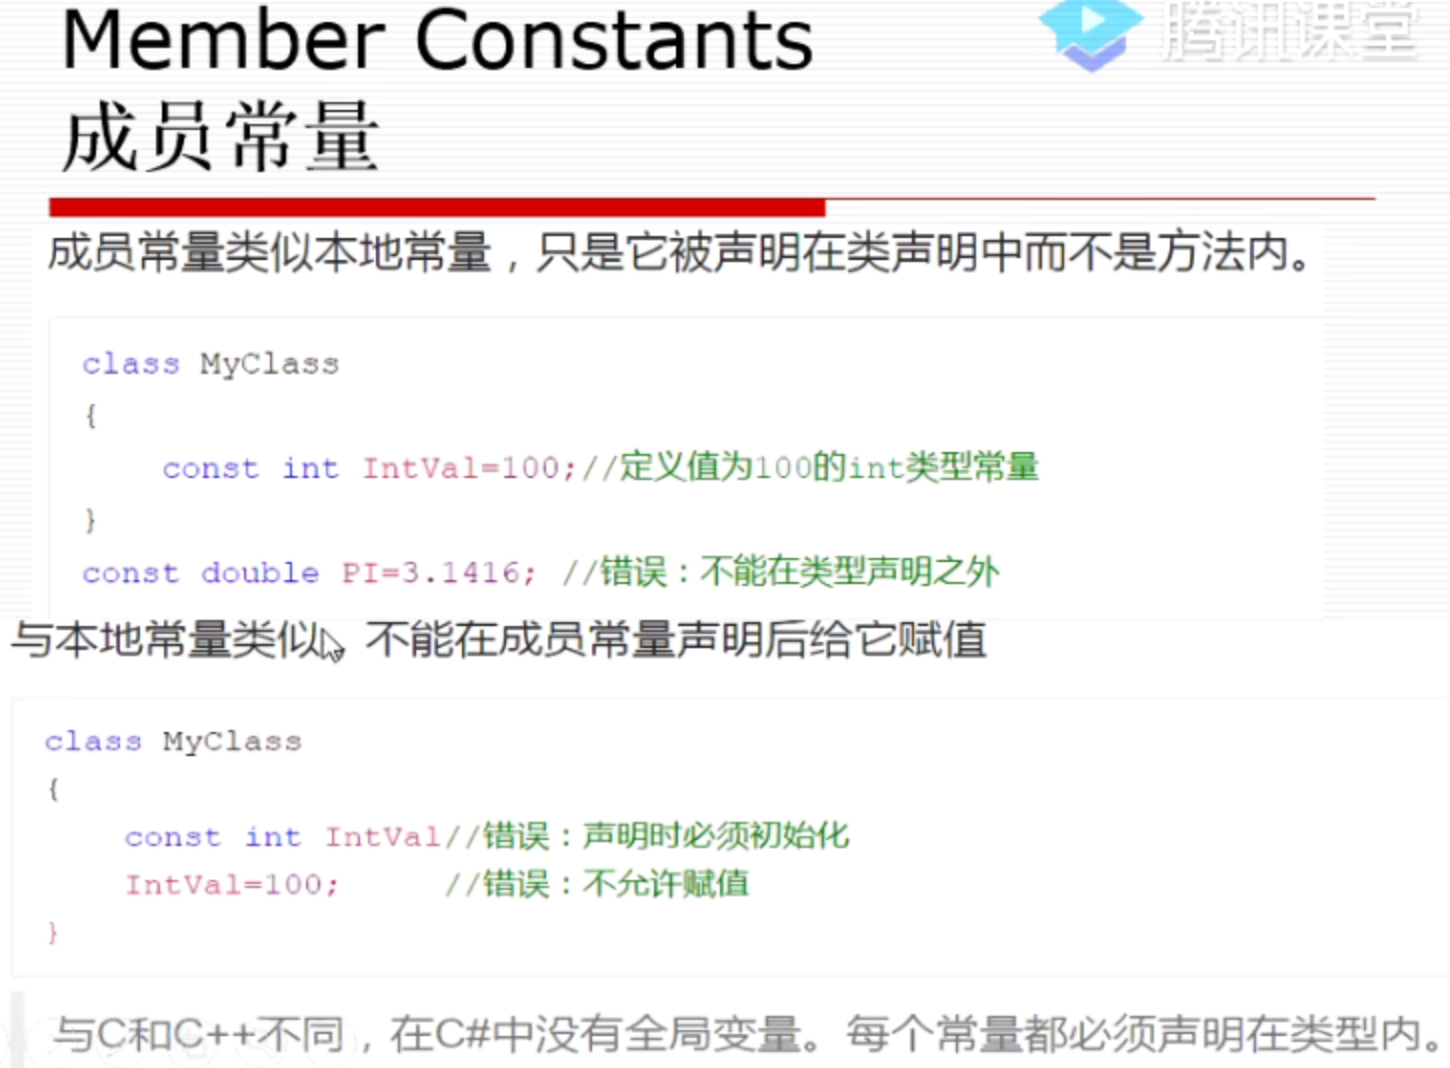 Member Constants
腾讯课堂
成员常量
成员常量类似本地常量，只是它被声明在类声明中而不是方法内。
class MyClass
{
const int IntVal=100;//定义值为100的int类型常量
}
const double PI=3.1416; //错误：不能在类型声明之外
与本地常量类似，不能在成员常量声明后给它赋值
class MyClass
{
const int IntVal//错误：声明时必须初始化
IntVal=100; //错误：不允许赋值
}
与C和C++不同，在C#中没有全局变量。每个常量都必须声明在类型内。